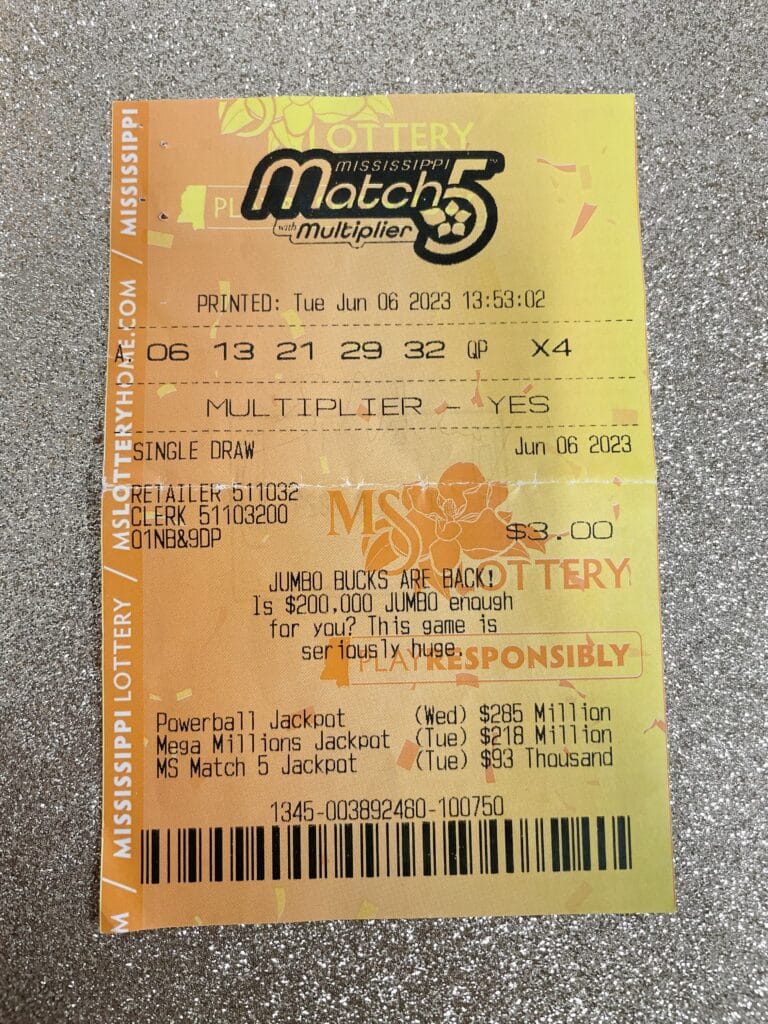 MS LOTTERY
MISSISSIPPI
Match 5™
with Multiplier
PRINTED: Tue Jun 06 2023 13:53:02
A. 06 13 21 29 32 QP X4
MULTIPLIER - YES
SINGLE DRAW Jun 06 2023
RETAILER 511032
CLERK 51103200
01NB&9DP
$3.00
MS LOTTERY
JUMBO BUCKS ARE BACK!
Is $200,000 JUMBO enough
for you? This game is
seriously huge.
PLAY RESPONSIBLY
Powerball Jackpot (Wed) $285 Million
Mega Millions Jackpot (Tue) $218 Million
MS Match 5 Jackpot (Tue) $93 Thousand
1345-003892480-100750
M / MISSISSIPPI LOTTERY / MSLOTTERYHOME.COM / MISSISSIPPI